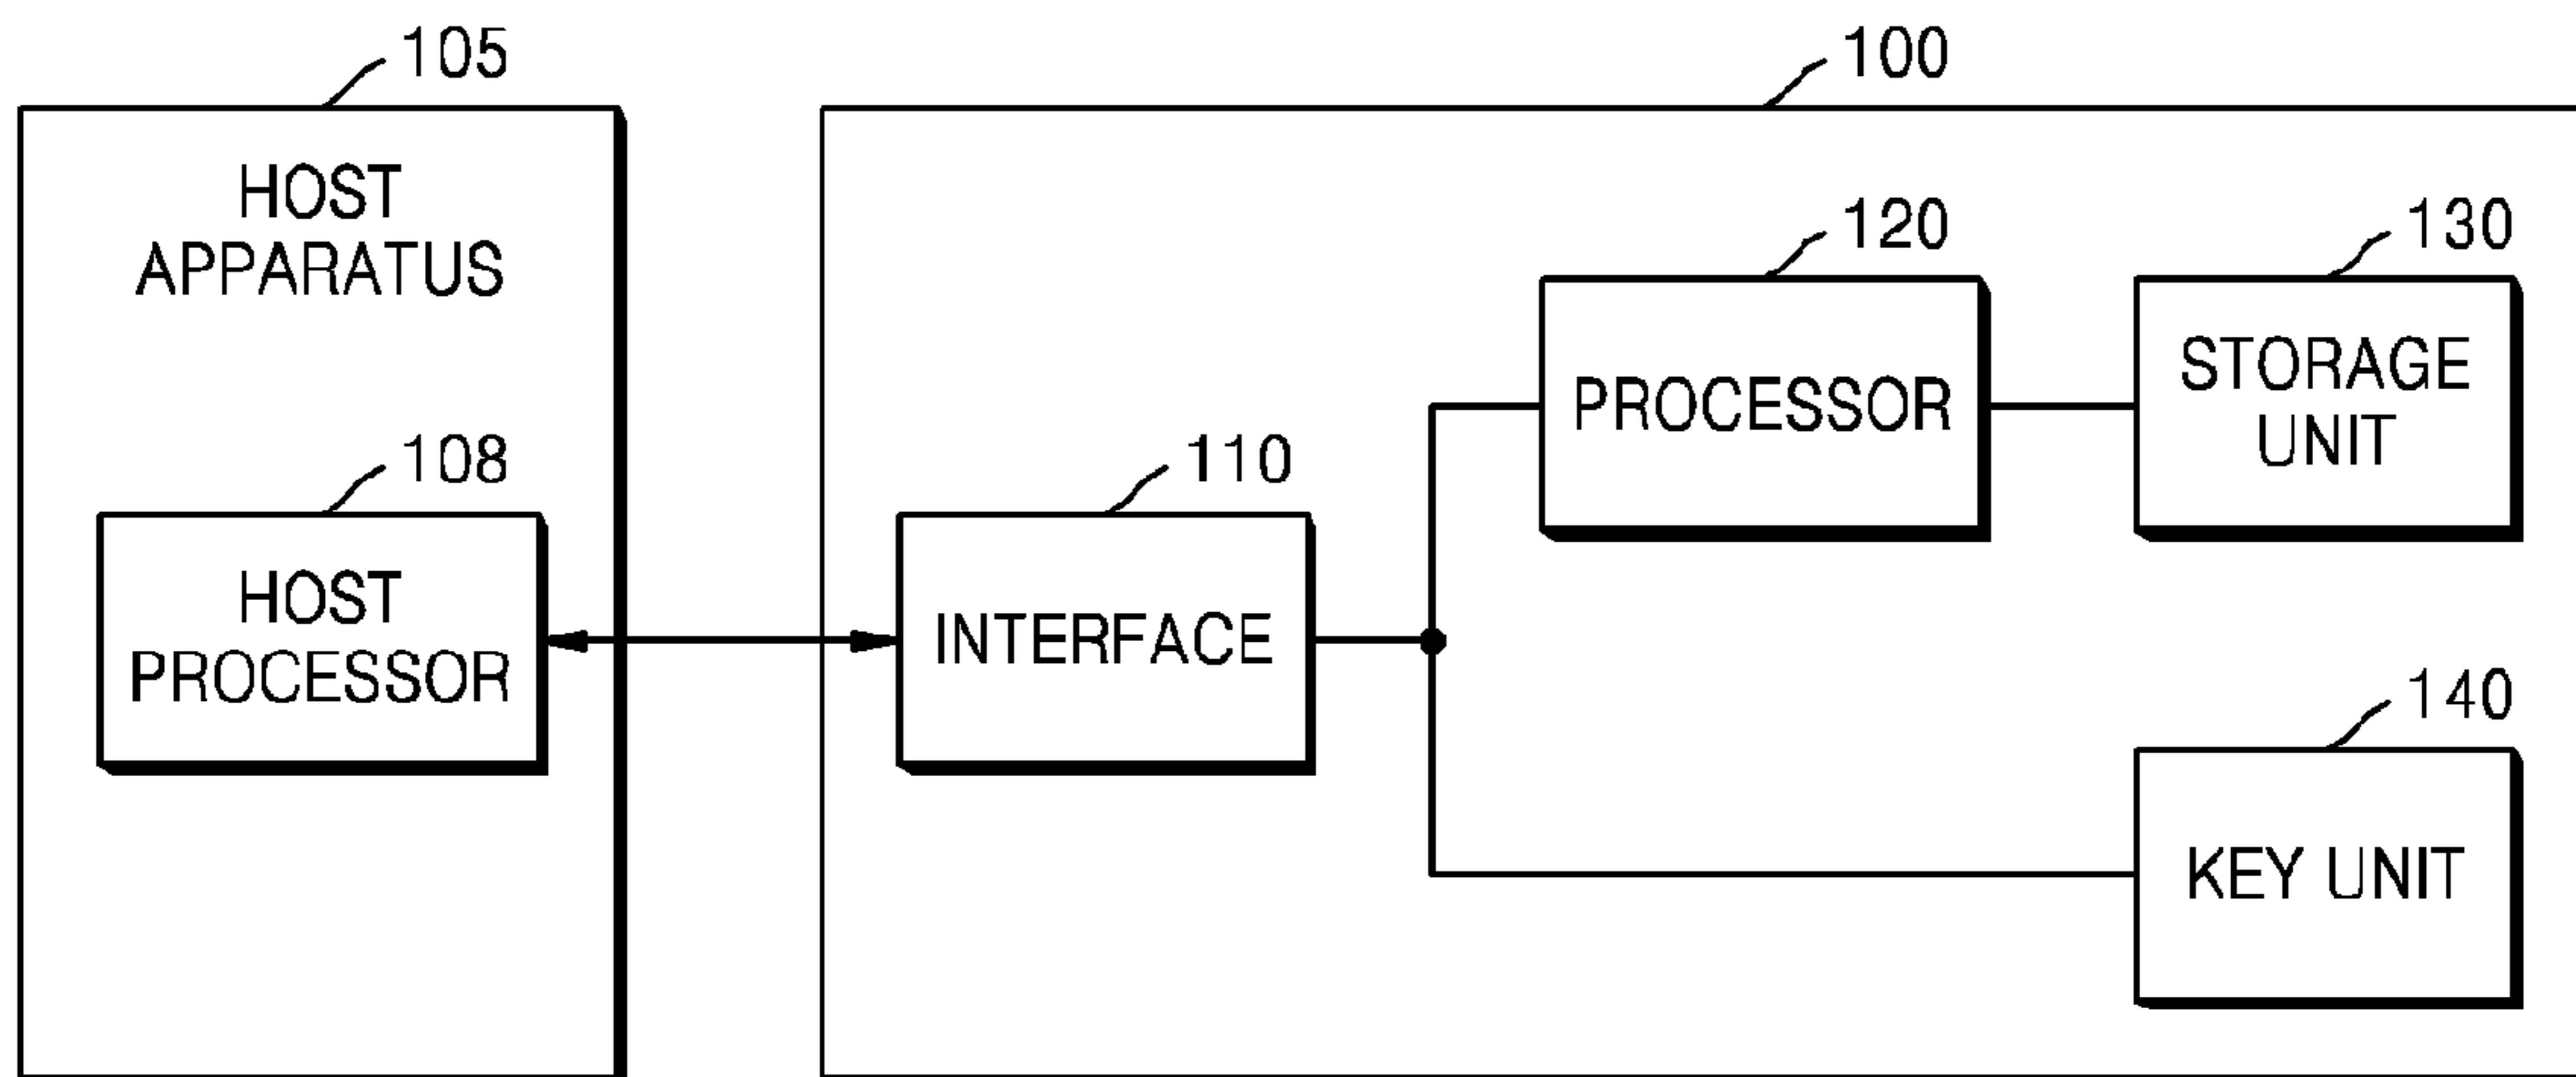 105
HOST
APPARATUS
108
HOST
PROCESSOR
100
110
INTERFACE
120
PROCESSOR
130
STORAGE
UNIT
140
KEY UNIT